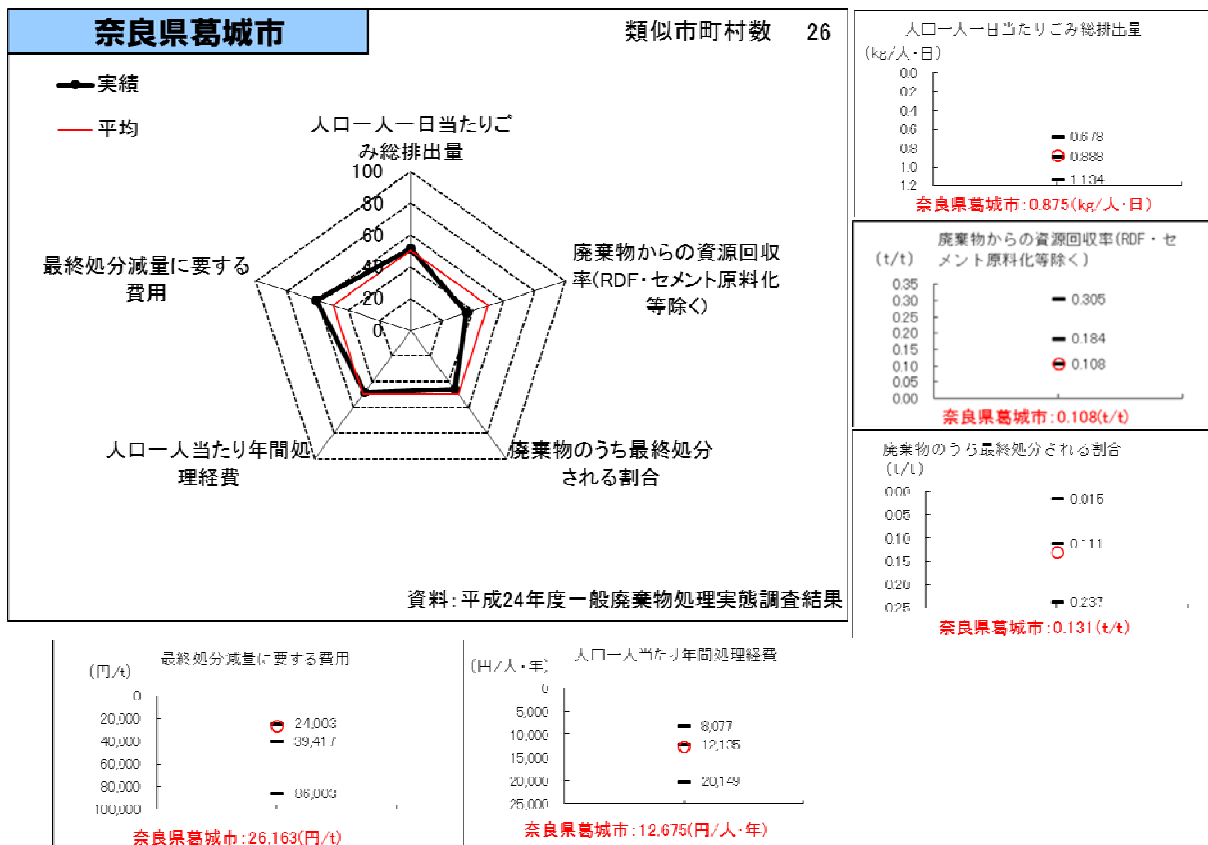 奈良県葛城市
類似市町村数 26
実績
平均
人口一人一日当たりご
み総排出量
100
80
60
40
20
0
廃棄物からの資源回収
率(RDF・セメント原料化
等除く)
廃棄物のうち最終処分
される割合
人口一人当たり年間処
理経費
最終処分減量に要する
費用
資料:平成24年度一般廃棄物処理実態調査結果
人口一人一日当たりごみ総排出量
(kg/人・日)
0.0
0.2
0.4
0.6
0.8
1.0
1.2
0.678
0.888
1.134
奈良県葛城市:0.875(kg/人・日)
廃棄物からの資源回収率(RDF・セ
メント原料化等除く)
(t/t)
0.35
0.30
0.25
0.20
0.15
0.10
0.05
0.00
0.305
0.184
0.108
奈良県葛城市:0.108(t/t)
廃棄物のうち最終処分される割合
(t/t)
0.00
0.05
0.10
0.15
0.20
0.25
0.111
0.237
奈良県葛城市:0.131(t/t)
最終処分減量に要する費用
(円/t)
0
20,000
40,000
60,000
80,000
100,000
24,003
39,417
86,003
奈良県葛城市:26,163(円/t)
人口一人当たり年間処理経費
(円/人・年)
0
5,000
10,000
15,000
20,000
25,000
8,077
12,135
20,149
奈良県葛城市:12,675(円/人・年)